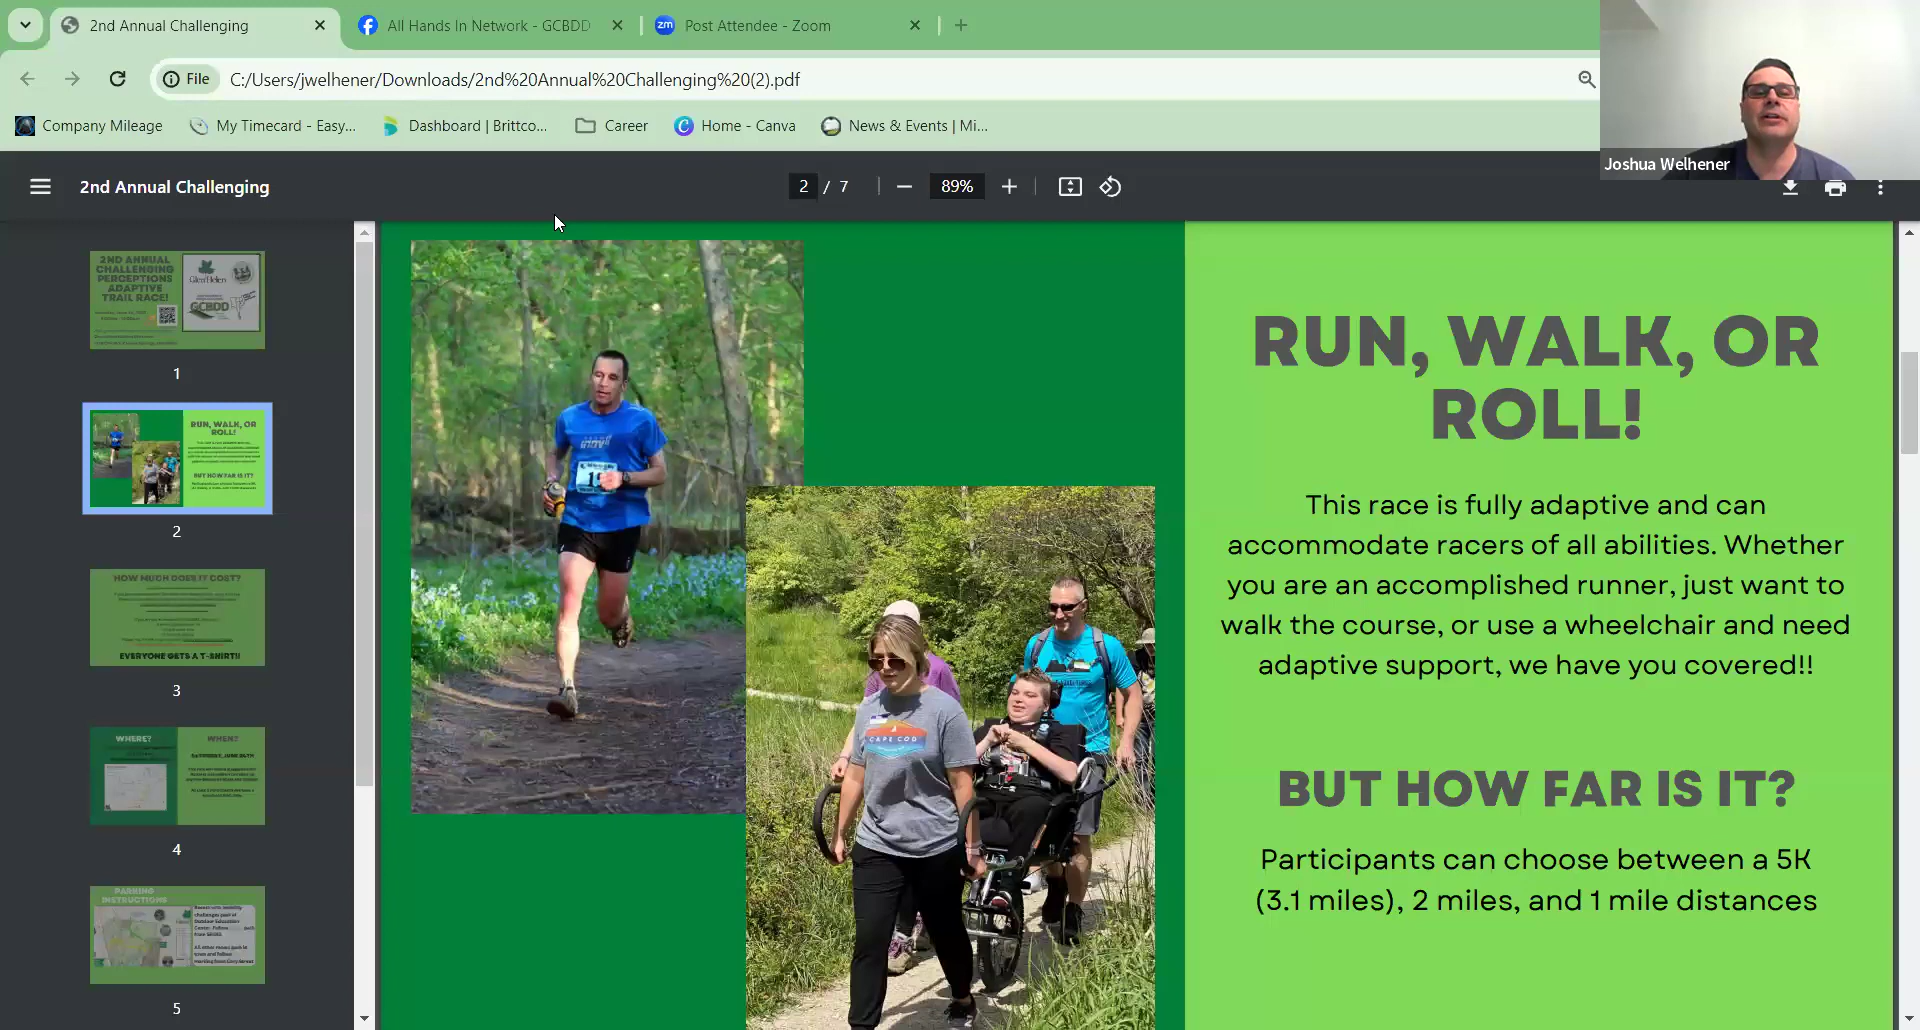 2nd Annual Challenging
All Hands In Network - GCBDD
zm
Post Attendee - Zoom
File
C:/Users/jwelhener/Downloads/2nd%20Annual%20Challenging%20(2).pdf
Company Mileage
My Timecard - Easy...
Dashboard | Brittco...
Career
Home - Canva
News & Events | Mi...
Joshua Welhener
2nd Annual Challenging
2 / 7
89%
2ND ANNUAL
CHALLENGING
PERCEPTIONS
ADAPTIVE
TRAIL RACE!
Glen Helen
GCBDD
1
RUN, WALK, OR
ROLL!
BUT HOW FAR IS IT?
2
HOW MUCH DOES IT COST?
EVERYONE GETS A T-SHIRT!!
3
WHERE?
WHEN?
4
PARKING
INSTRUCTIONS
5
CAPE COD
RUN, WALK, OR
ROLL!
This race is fully adaptive and can
accommodate racers of all abilities. Whether
you are an accomplished runner, just want to
walk the course, or use a wheelchair and need
adaptive support, we have you covered!!
BUT HOW FAR IS IT?
Participants can choose between a 5K
(3.1 miles), 2 miles, and 1 mile distances